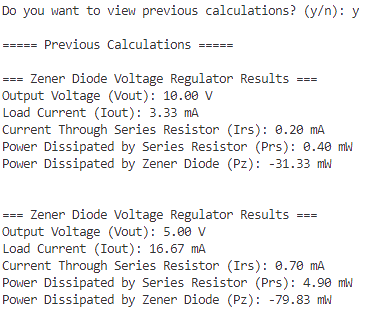 Do you want to view previous calculations? (y/n): y
===== Previous Calculations =====
=== Zener Diode Voltage Regulator Results ===
Output Voltage (Vout): 10.00 V
Load Current (Iout): 3.33 mA
Current Through Series Resistor (Irs): 0.20 mA
Power Dissipated by Series Resistor (Prs): 0.40 mW
Power Dissipated by Zener Diode (Pz): -31.33 mW
=== Zener Diode Voltage Regulator Results ===
Output Voltage (Vout): 5.00 V
Load Current (Iout): 16.67 mA
Current Through Series Resistor (Irs): 0.70 mA
Power Dissipated by Series Resistor (Prs): 4.90 mW
Power Dissipated by Zener Diode (Pz): -79.83 mW